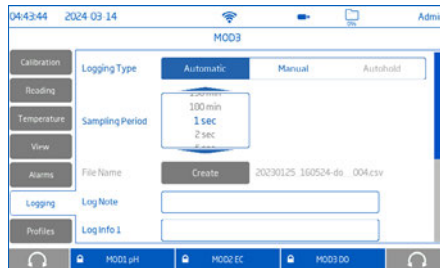 04:43:44 2024-03-14 0% Admi
MOD3
Calibration
Logging Type Automatic Manual Autohold
Reading
100 min
Temperature Sampling Period 1 sec
2 sec
View
Alarms File Name Create 20230125_160524-ds_004.csv
Logging Log Note
Profiles Log Info 1
MOD1 pH MOD2 EC MOD3 DO